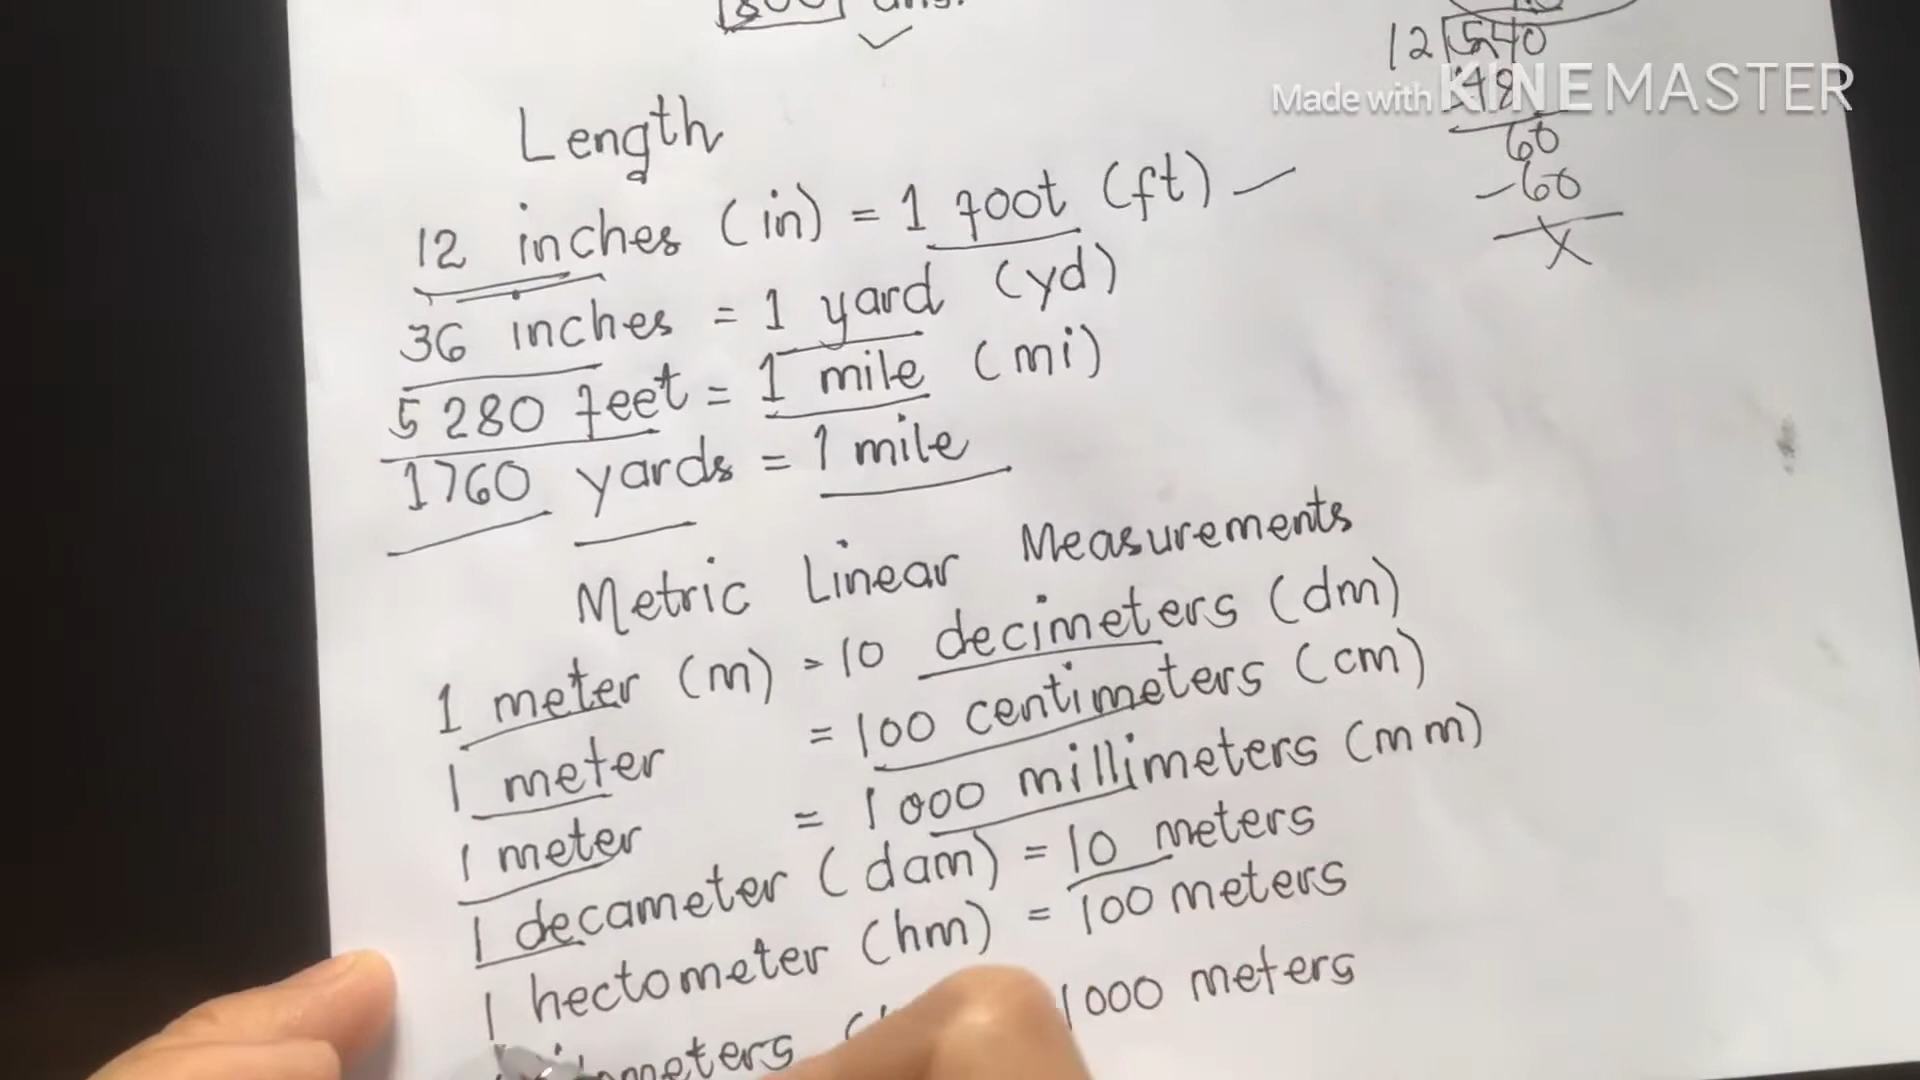 Length
12 inches (in) = 1 foot (ft)
36 inches = 1 yard (yd)
5 280 feet = 1 mile (mi)
1760 yards = 1 mile
Metric Linear Measurements
1 meter (m) = 10 decimeters (dm)
1 meter = 100 centimeters (cm)
1 meter = 1 000 millimeters (mm)
1 decameter (dam) = 10 meters
1 hectometer (hm) = 100 meters
1000 meters
12 540
48
60
-60
x
Made with KINEMASTER